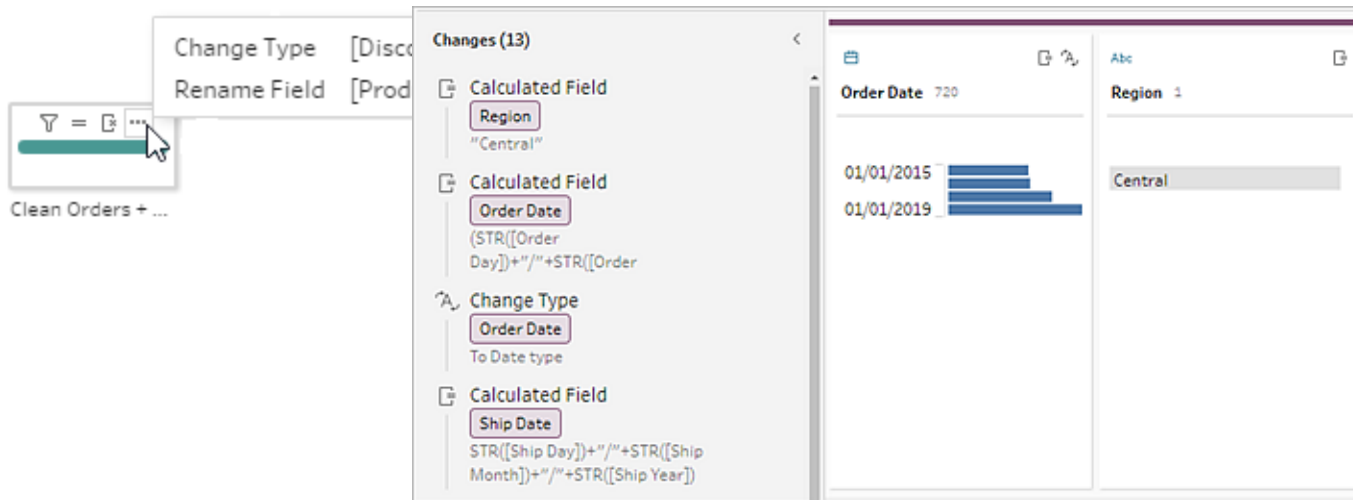 Change Type [Disco
Rename Field [Prod
Clean Orders + ...
Changes (13)
Calculated Field
Region
"Central"
Calculated Field
Order Date
(STR([Order
Day])+"/"+STR([Order
Change Type
Order Date
To Date type
Calculated Field
Ship Date
STR([Ship Day])+"/"+STR([Ship
Month])+"/"+STR([Ship Year])
Order Date 720
01/01/2015
01/01/2019
Abc
Region 1
Central